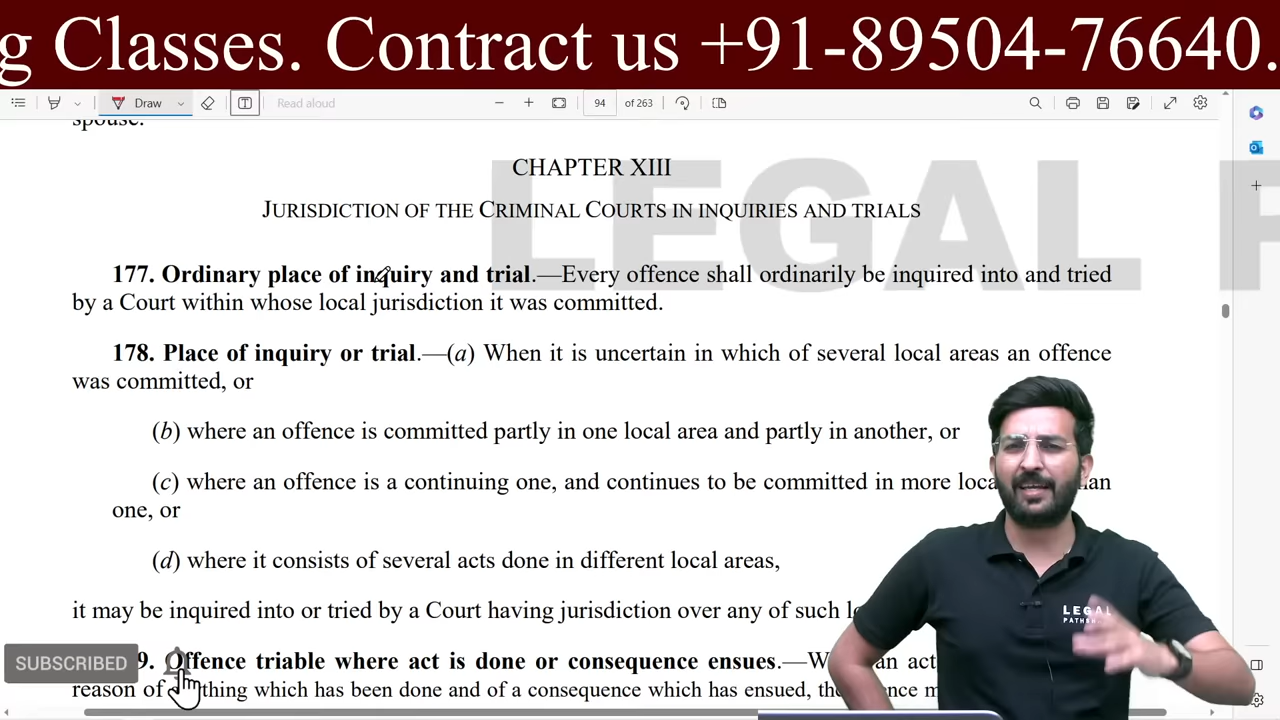 g Classes. Contract us +91-89504-76640.
Draw
Read aloud
94 of 263
spouse.
CHAPTER XIII
JURISDICTION OF THE CRIMINAL COURTS IN INQUIRIES AND TRIALS
LEGAL P
177. Ordinary place of inquiry and trial.—Every offence shall ordinarily be inquired into and tried
by a Court within whose local jurisdiction it was committed.
178. Place of inquiry or trial.—(a) When it is uncertain in which of several local areas an offence
was committed, or
(b) where an offence is committed partly in one local area and partly in another, or
(c) where an offence is a continuing one, and continues to be committed in more
one, or
(d) where it consists of several acts done in different local areas,
it may be inquired into or tried by a Court having jurisdiction over any of such
9. Offence triable where act is done or consequence ensues.— an act
reason of thing which has been done and of a consequence which has ensued,
SUBSCRIBED
LEGAL